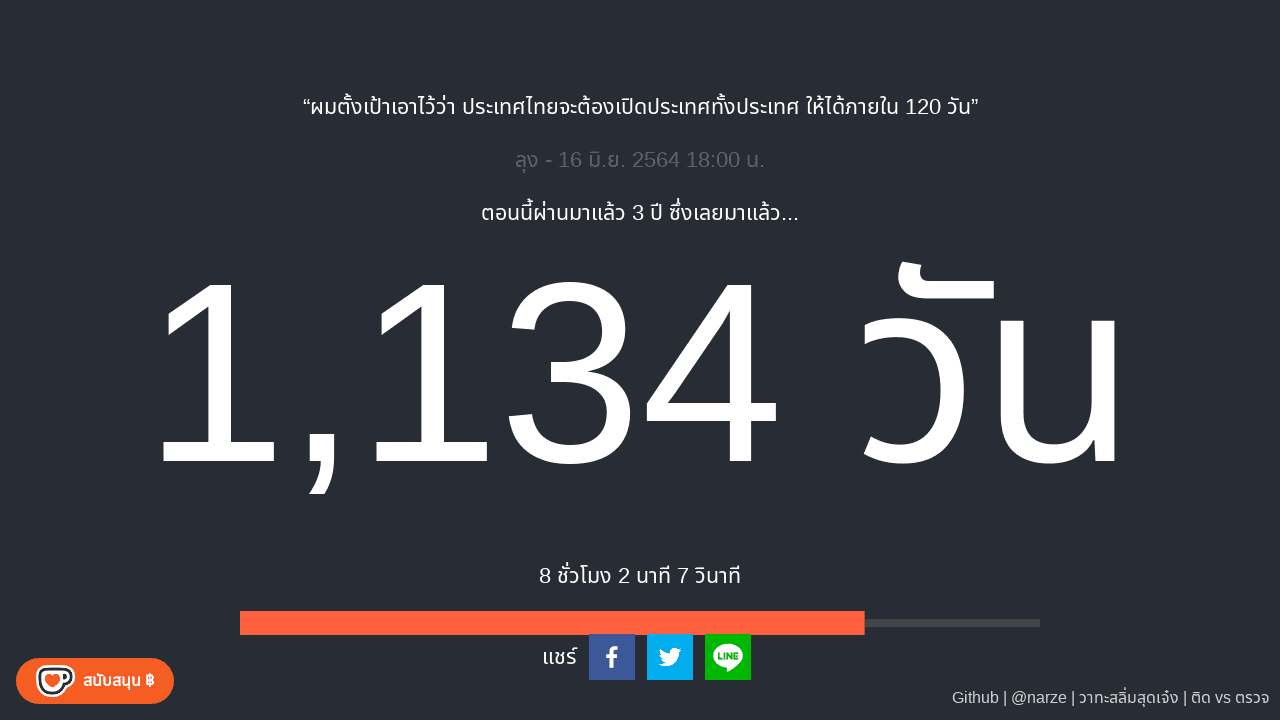 “ผมตั้งเป้าเอาไว้ว่า ประเทศไทยจะต้องเปิดประเทศทั้งประเทศ ให้ได้ภายใน 120 วัน”
ลุง - 16 มิ.ย. 2564 18:00 น.
ตอนนี้ผ่านมาแล้ว 3 ปี ซึ่งเลยมาแล้ว...
1,134 วัน
8 ชั่วโมง 2 นาที 7 วินาที
แชร์
LINE
สนับสนุน ฿
Github | @narze | วาทะสลิ่มสุดเจ๋ง | ติด vs ตรวจ